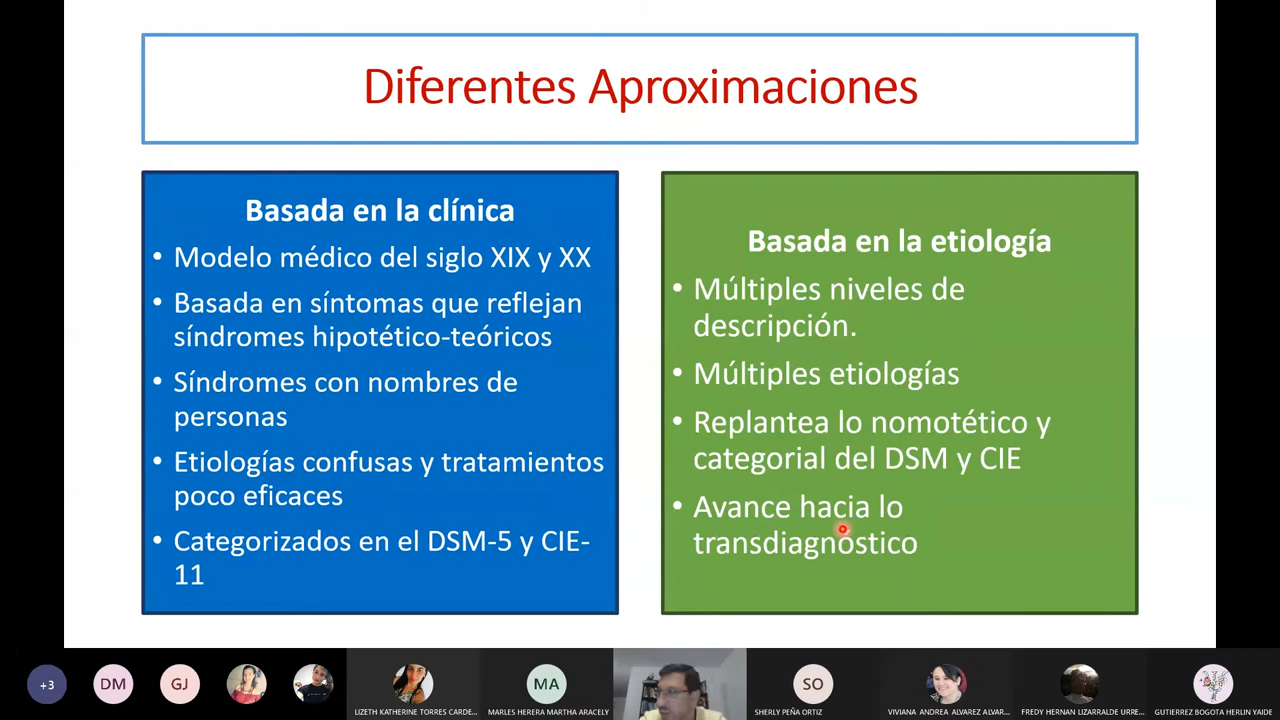 Diferentes Aproximaciones
Basada en la clínica
• Modelo médico del siglo XIX y XX
• Basada en síntomas que reflejan
síndromes hipotético-teóricos
• Síndromes con nombres de
personas
• Etiologías confusas y tratamientos
poco eficaces
• Categorizados en el DSM-5 y CIE-
11
Basada en la etiología
• Múltiples niveles de
descripción.
• Múltiples etiologías
• Replantea lo nomotético y
categorial del DSM y CIE
• Avance hacia lo
transdiagnóstico
+3
DM
GJ
LIZETH KATHERINE TORRES CARDE...
MA
MARLES HERERA MARTHA ARACELY
SO
SHERLY PEÑA ORTIZ
VIVIANA ANDREA ALVAREZ ALVAR...
FREDY HERNAN LIZARRALDE URRE...
GUTIERREZ BOGOTA HERLIN YAIDE